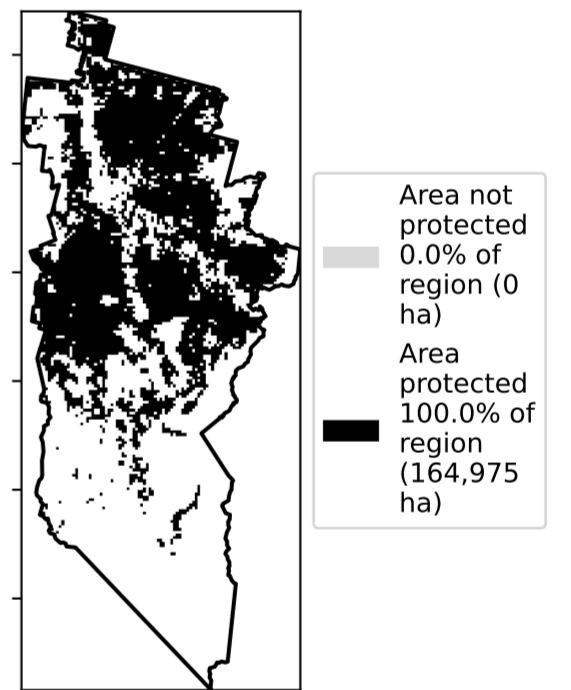 Area not
protected
0.0% of
region (0
ha)
Area
protected
100.0% of
region
(164,975
ha)